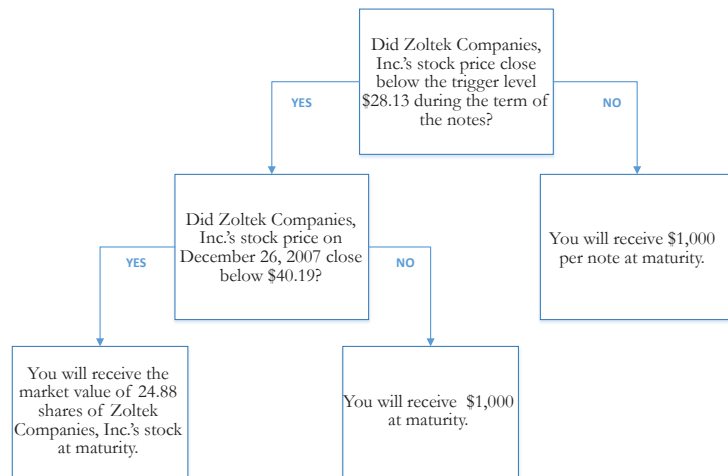 Did Zoltek Companies,
Inc.'s stock price close
below the trigger level
$28.13 during the term of
the notes?
YES
NO
Did Zoltek Companies,
Inc.'s stock price on
December 26, 2007 close
below $40.19?
You will receive $1,000
per note at maturity.
YES
NO
You will receive the
market value of 24.88
shares of Zoltek
Companies, Inc.'s stock
at maturity.
You will receive $1,000
at maturity.